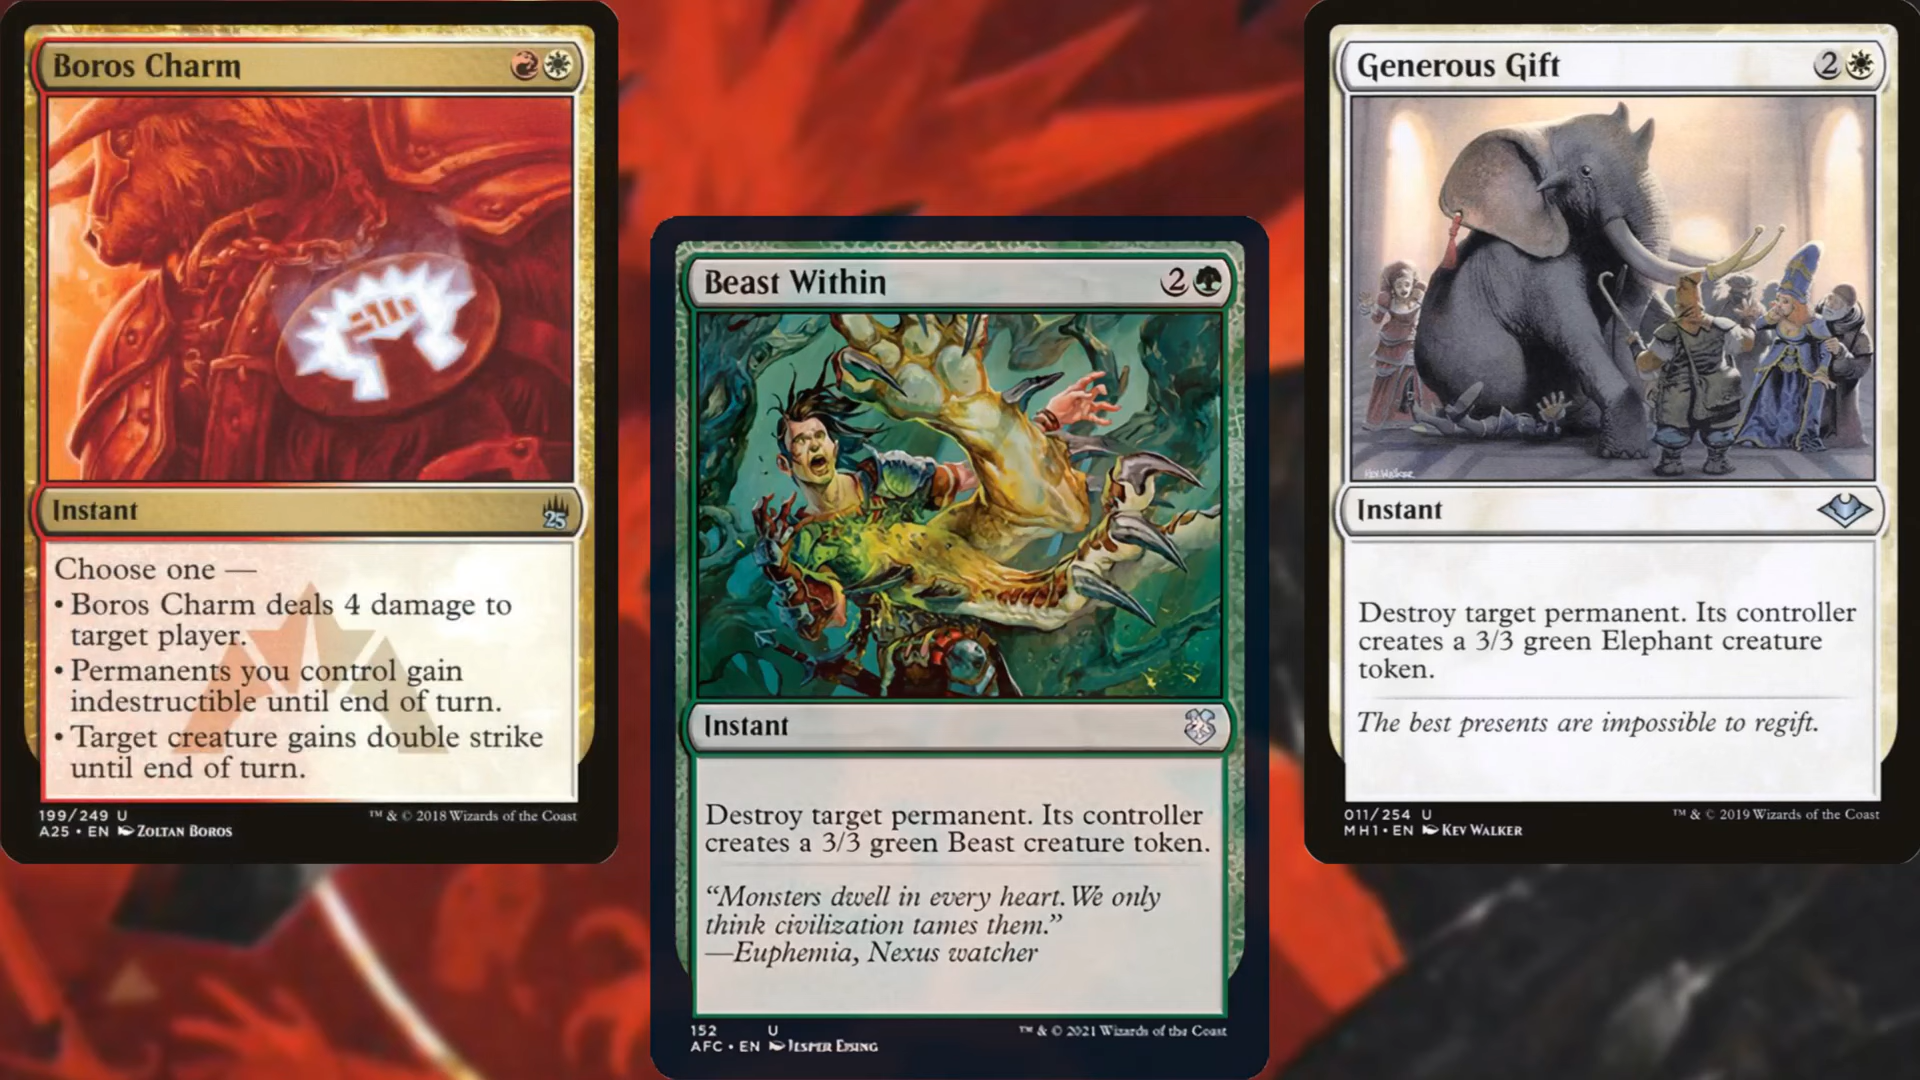 Boros Charm
Instant
25
Choose one —
• Boros Charm deals 4 damage to
target player.
• Permanents you control gain
indestructible until end of turn.
• Target creature gains double strike
until end of turn.
199/249 U
A25 • EN ZOLTAN BOROS
™ & © 2018 Wizards of the Coast
Beast Within
2
Instant
Destroy target permanent. Its controller
creates a 3/3 green Beast creature token.
“Monsters dwell in every heart. We only
think civilization tames them.”
—Euphemia, Nexus watcher
152 U
AFC • EN JESPER EJSING
™ & © 2021 Wizards of the Coast
Generous Gift
2
KEV WALKER
Instant
Destroy target permanent. Its controller
creates a 3/3 green Elephant creature
token.
The best presents are impossible to regift.
011/254 U
MH1 • EN KEV WALKER
™ & © 2019 Wizards of the Coast